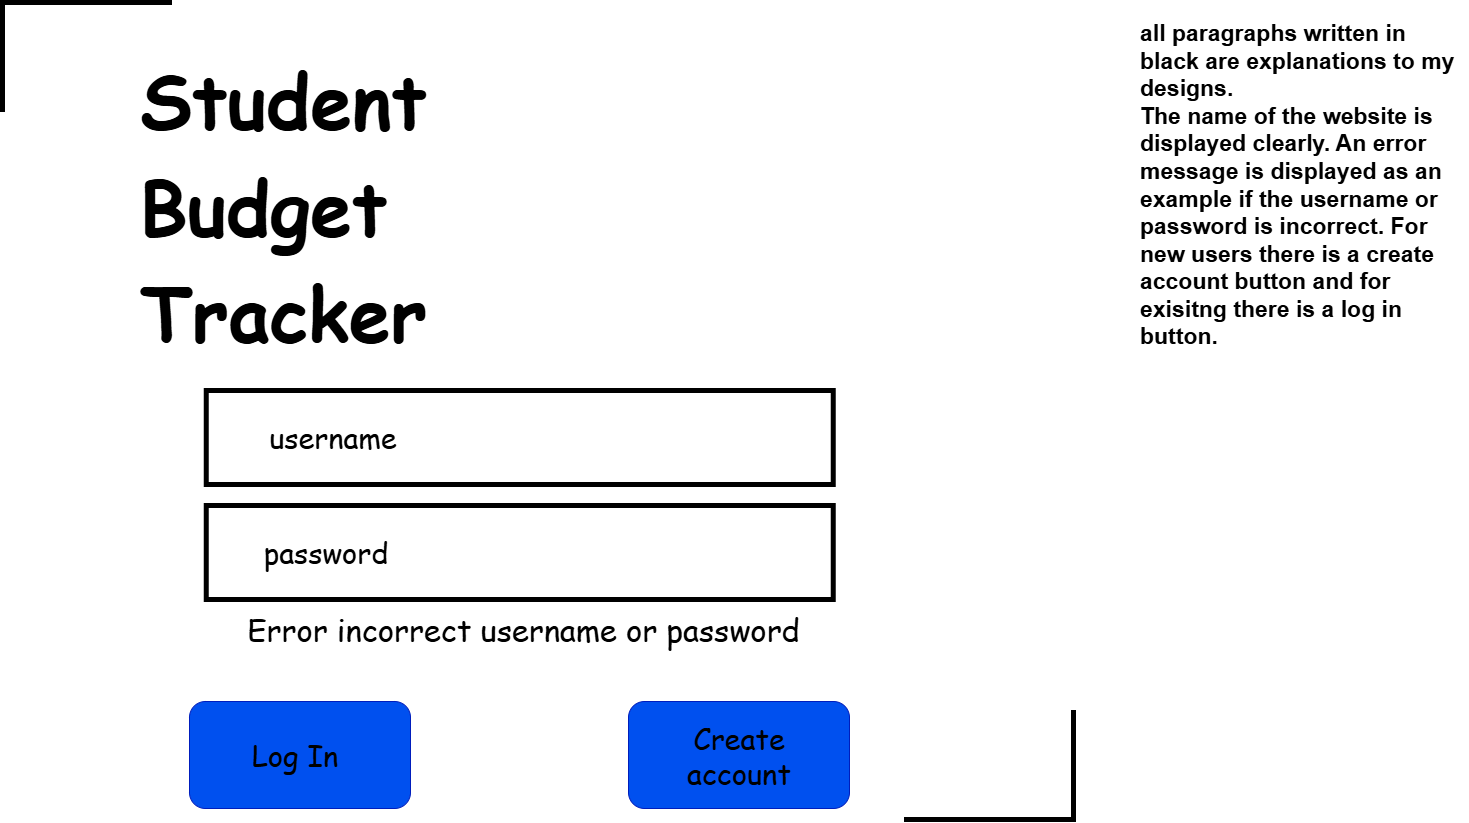 Student
Budget
Tracker
username
password
Error incorrect username or password
Log In
Create
account
all paragraphs written in
black are explanations to my
designs.
The name of the website is
displayed clearly. An error
message is displayed as an
example if the username or
password is incorrect. For
new users there is a create
account button and for
exisitng there is a log in
button.